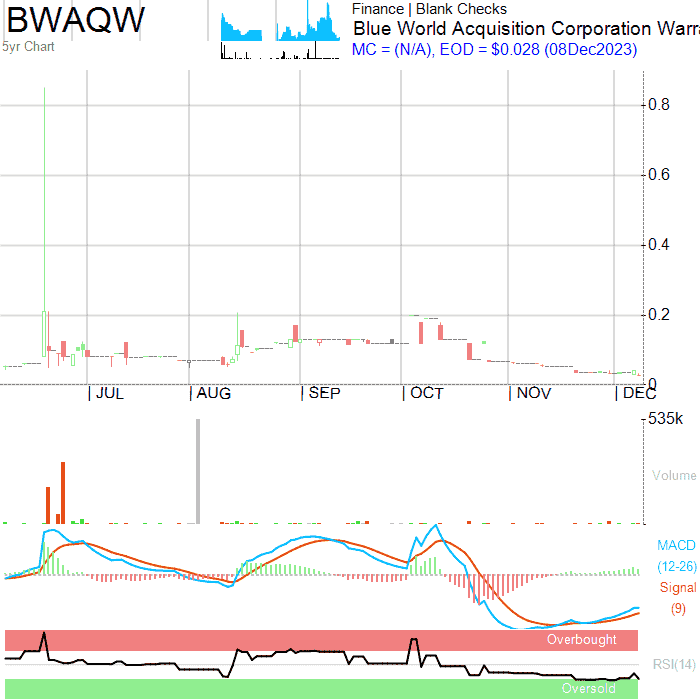 BWAQW
5yr Chart
Finance | Blank Checks
Blue World Acquisition Corporation Warra
MC = (N/A), EOD = $0.028 (08Dec2023)
0.8
0.6
0.4
0.2
0
JUL AUG SEP OCT NOV DEC
535k
Volume
MACD
(12-26)
Signal
(9)
Overbought
RSI(14)
Oversold